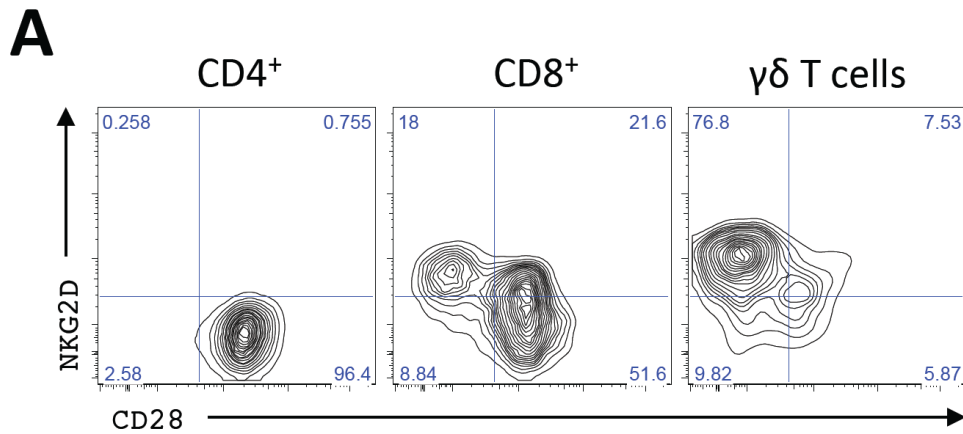 A
CD4⁺ CD8⁺ γδ T cells
0.258 0.755 18 21.6 76.8 7.53
NKG2D
2.58 96.4 8.84 51.6 9.82 5.87
CD28